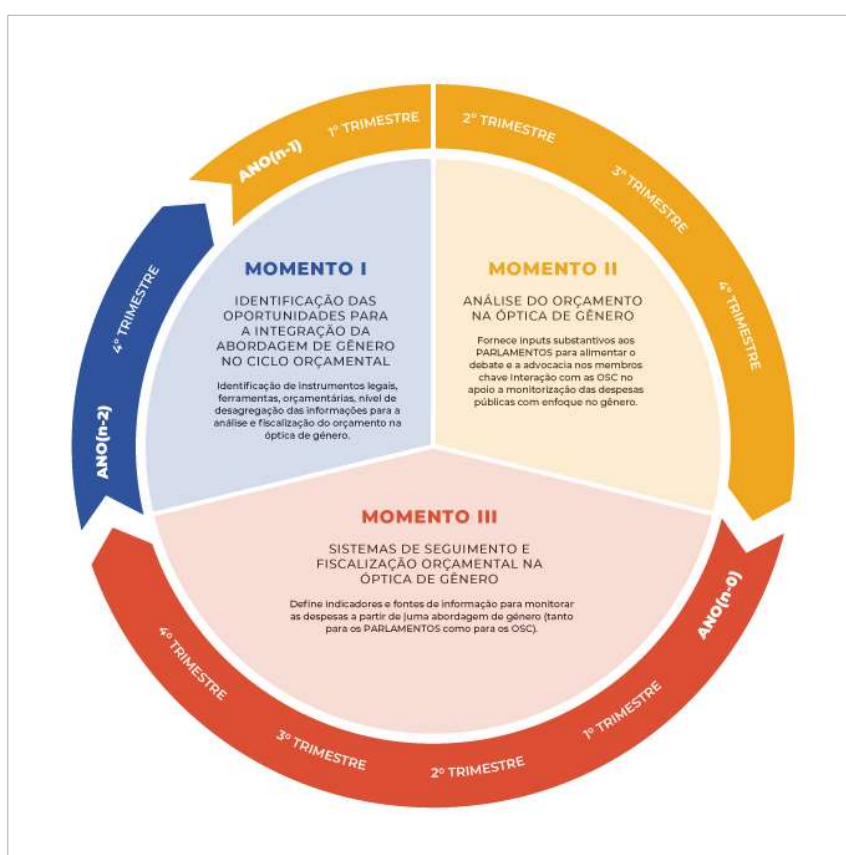 ANO(n-2)
4º TRIMESTRE
ANO(n-1)
1º TRIMESTRE
2º TRIMESTRE
3º TRIMESTRE
4º TRIMESTRE
MOMENTO I
IDENTIFICAÇÃO DAS
OPORTUNIDADES PARA
A INTEGRAÇÃO DA
ABORDAGEM DE GÊNERO
NO CICLO ORÇAMENTAL
Identificação de instrumentos legais,
ferramentas, orçamentárias, nível de
desagregação das informações para a
análise e fiscalização do orçamento na
óptica de género.
MOMENTO II
ANÁLISE DO ORÇAMENTO
NA ÓPTICA DE GÊNERO
Fornece inputs substantivos aos
PARLAMENTOS para alimentar o
debate e a advocacia nos membros
chave Interação com as OSC no
apoio a monitorização das despesas
públicas com enfoque no gênero.
MOMENTO III
SISTEMAS DE SEGUIMENTO E
FISCALIZAÇÃO ORÇAMENTAL NA
ÓPTICA DE GÊNERO
Define indicadores e fontes de informação para monitorar
as despesas a partir de |uma abordagem de género (tanto
para os PARLAMENTOS como para os OSC).
ANO(n-0)
1º TRIMESTRE
2º TRIMESTRE
3º TRIMESTRE
4º TRIMESTRE